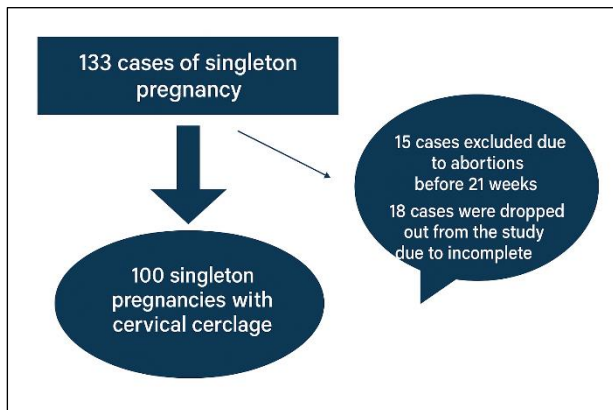 133 cases of singleton
pregnancy
15 cases excluded due
to abortions
before 21 weeks
18 cases were dropped
out from the study
due to incomplete
100 singleton
pregnancies with
cervical cerclage